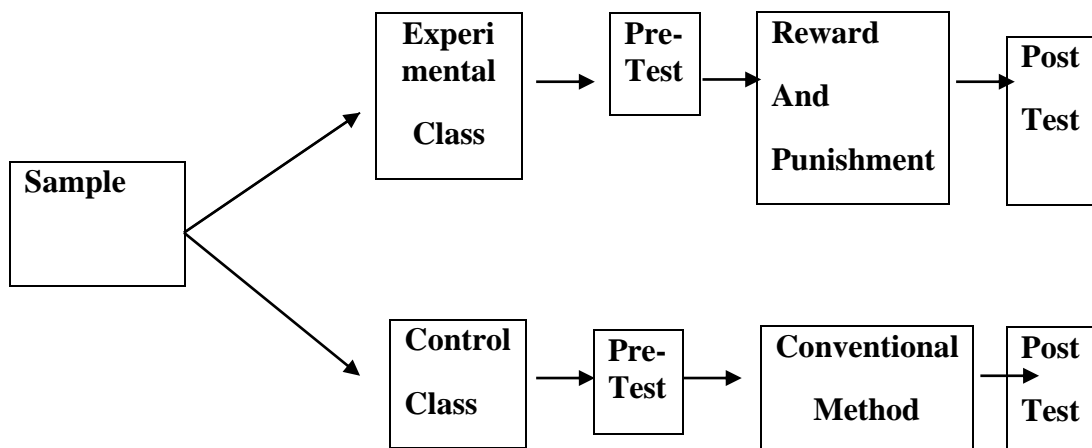 Experi
mental
Class
Pre-
Test
Reward
And
Punishment
Post
Test
Sample
Control
Class
Pre-
Test
Conventional
Method
Post
Test